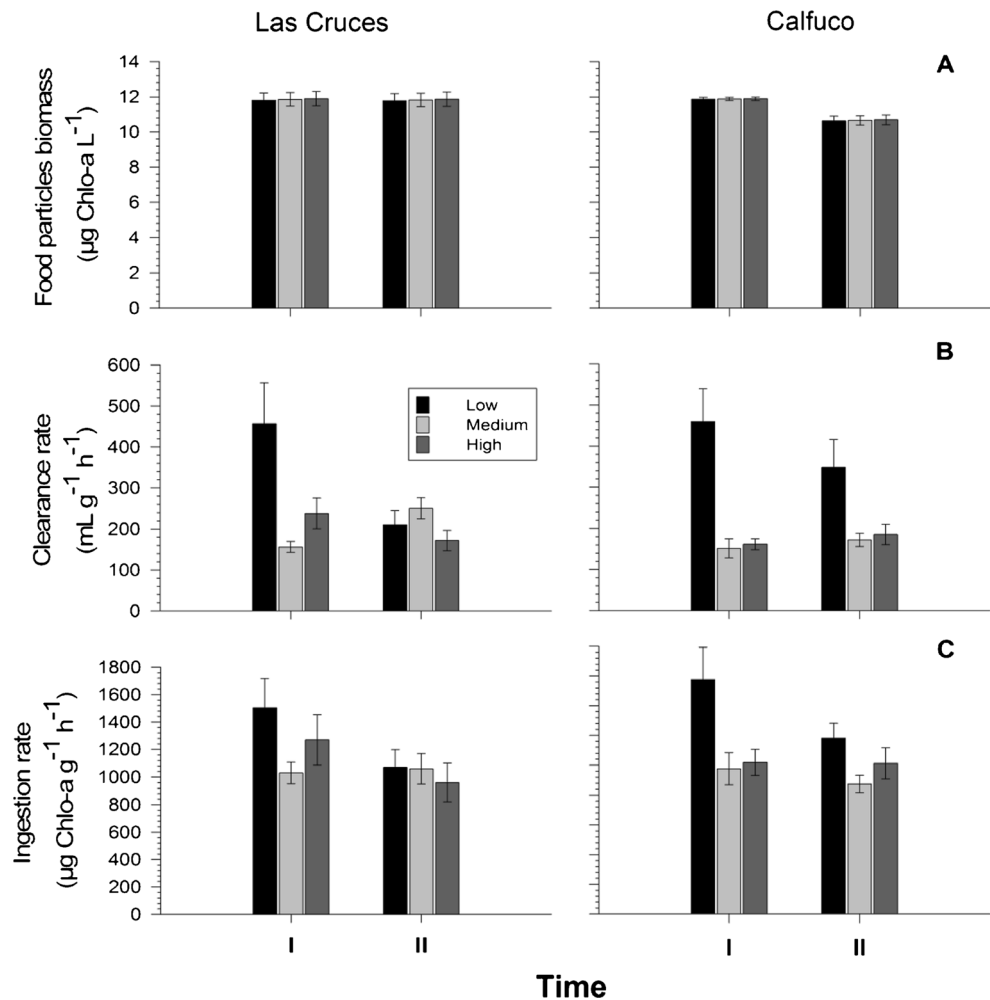 Las Cruces
Calfuco
A
Food particles biomass
(µg Chlo-a L⁻¹)
14
12
10
8
6
4
2
0
B
Clearance rate
(mL g⁻¹ h⁻¹)
600
500
400
300
200
100
0
Low
Medium
High
C
Ingestion rate
(µg Chlo-a g⁻¹ h⁻¹)
1800
1600
1400
1200
1000
800
600
400
200
0
I
II
I
II
Time